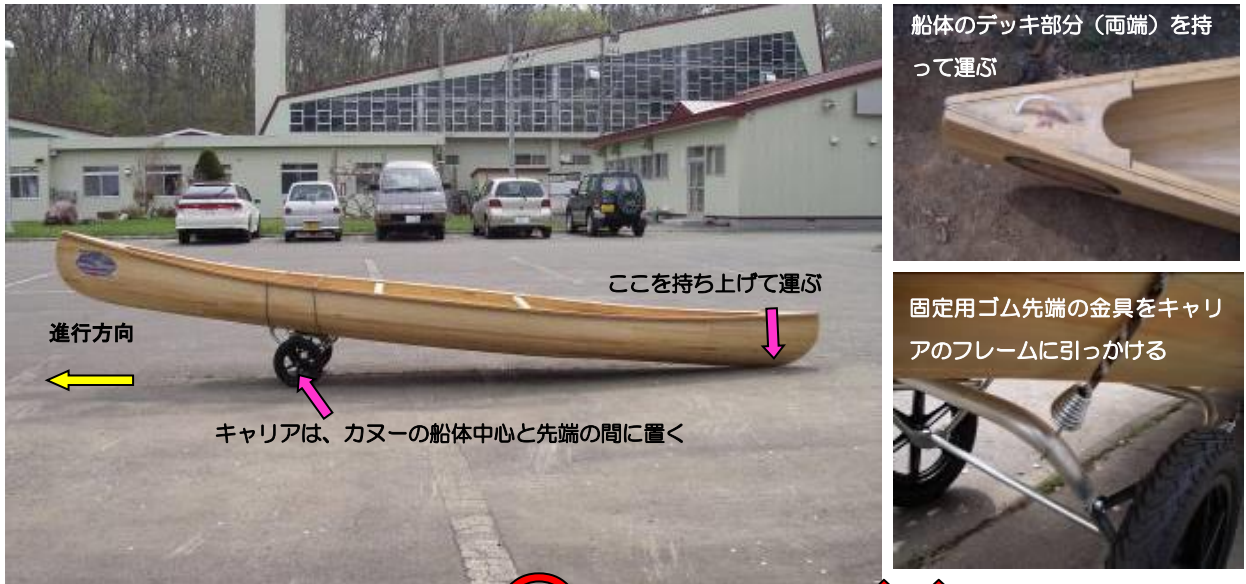 船体のデッキ部分（両端）を持
って運ぶ
ここを持ち上げて運ぶ
進行方向
キャリアは、カヌーの船体中心と先端の間に置く
固定用ゴム先端の金具をキャリ
アのフレームに引っかける